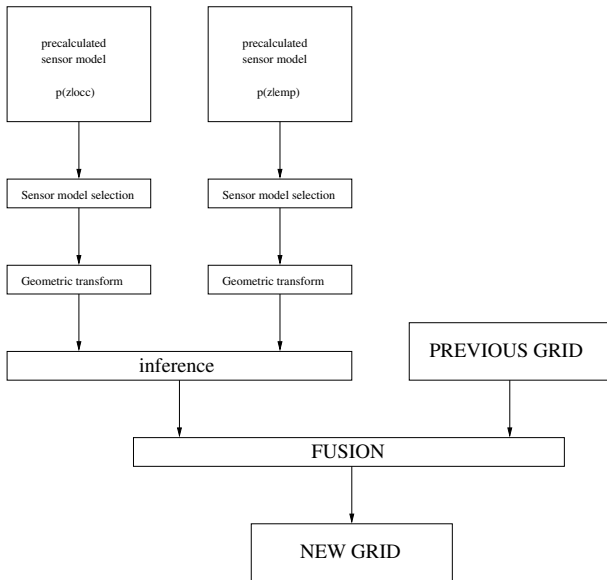 precalculated
sensor model
p(z|occ)
precalculated
sensor model
p(z|emp)
Sensor model selection
Sensor model selection
Geometric transform
Geometric transform
inference
PREVIOUS GRID
FUSION
NEW GRID